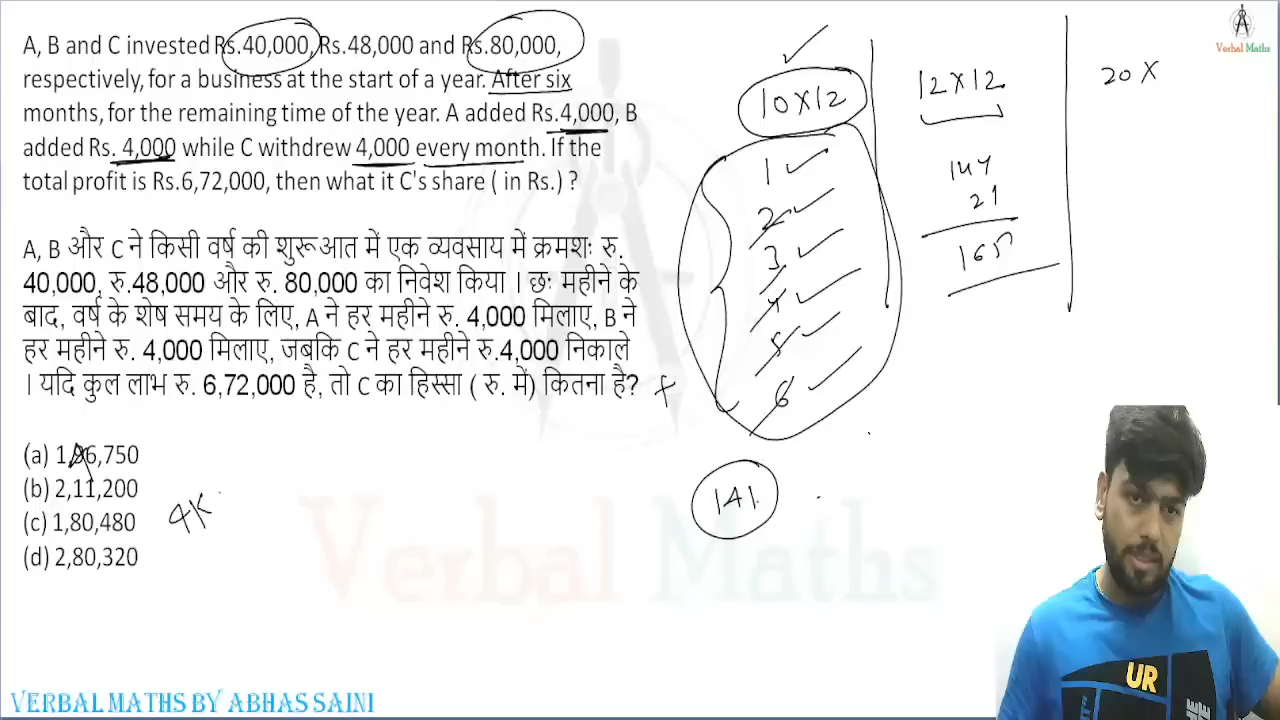 A, B and C invested Rs.40,000, Rs.48,000 and Rs.80,000,
respectively, for a business at the start of a year. After six
months, for the remaining time of the year. A added Rs.4,000, B
added Rs. 4,000 while C withdrew 4,000 every month. If the
total profit is Rs.6,72,000, then what it C's share ( in Rs.) ?
A, B और C ने किसी वर्ष की शुरूआत में एक व्यवसाय में क्रमशः रु.
40,000, रु.48,000 और रु. 80,000 का निवेश किया । छः महीने के
बाद, वर्ष के शेष समय के लिए, A ने हर महीने रु. 4,000 मिलाए, B ने
हर महीने रु. 4,000 मिलाए, जबकि C ने हर महीने रु.4,000 निकाले
। यदि कुल लाभ रु. 6,72,000 है, तो C का हिस्सा ( रु. में) कितना है?
(a) 1,96,750
(b) 2,11,200
(c) 1,80,480
(d) 2,80,320
4K
10X12
1
2
3
4
5
6
141
12X12
144
21
165
20 X
Verbal Maths
Verbal Maths
UR
VERBAL MATHS BY ABHAS SAINI